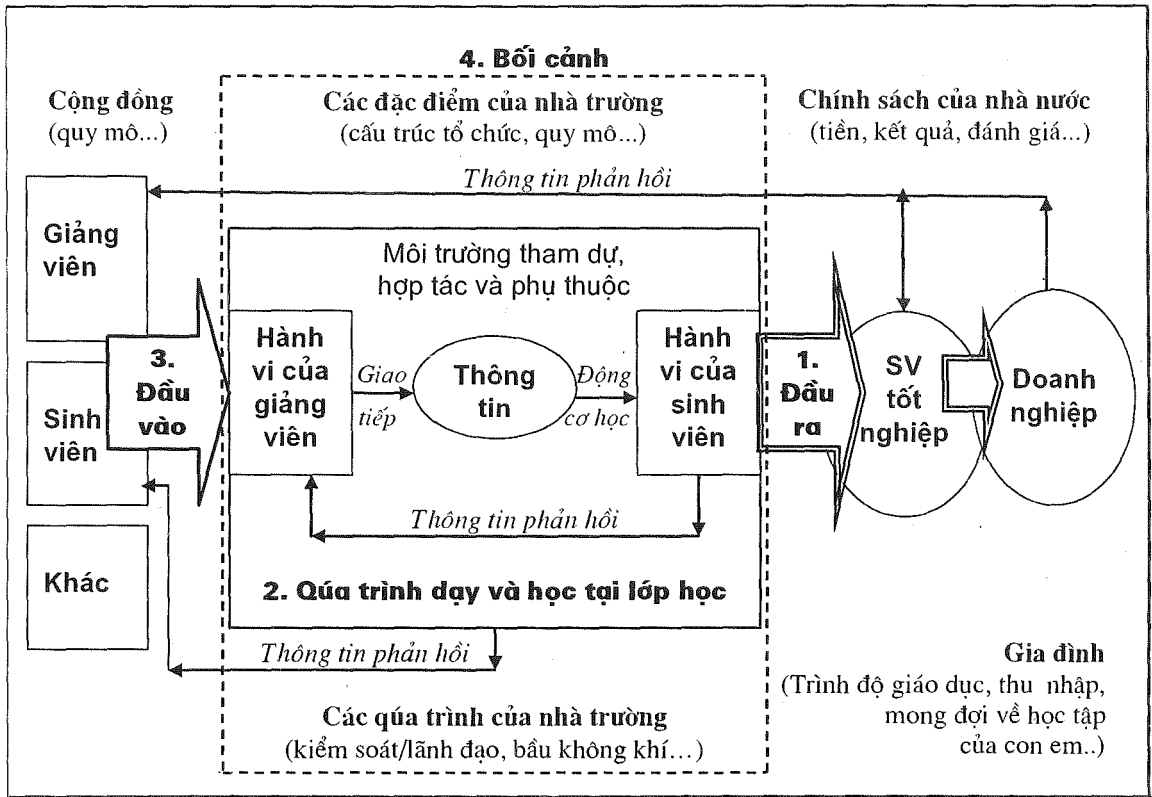 4. Bối cảnh
Cộng đồng
(quy mô...)
Các đặc điểm của nhà trường
(cấu trúc tổ chức, quy mô...)
Chính sách của nhà nước
(tiền, kết quả, đánh giá...)
Thông tin phản hồi
Giảng
viên
Môi trường tham dự,
hợp tác và phụ thuộc
3.
Đầu
vào
Hành
vi của
giảng
viên
Giao
tiếp
Thông
tin
Động
cơ học
Hành
vi của
sinh
viên
1.
Đầu
ra
SV
tốt
nghiệp
Doanh
nghiệp
Sinh
viên
Thông tin phản hồi
Khác
2. Qúa trình dạy và học tại lớp học
Thông tin phản hồi
Gia đình
(Trình độ giáo dục, thu nhập,
mong đợi về học tập
của con em..)
Các qúa trình của nhà trường
(kiểm soát/lãnh đạo, bầu không khí...)